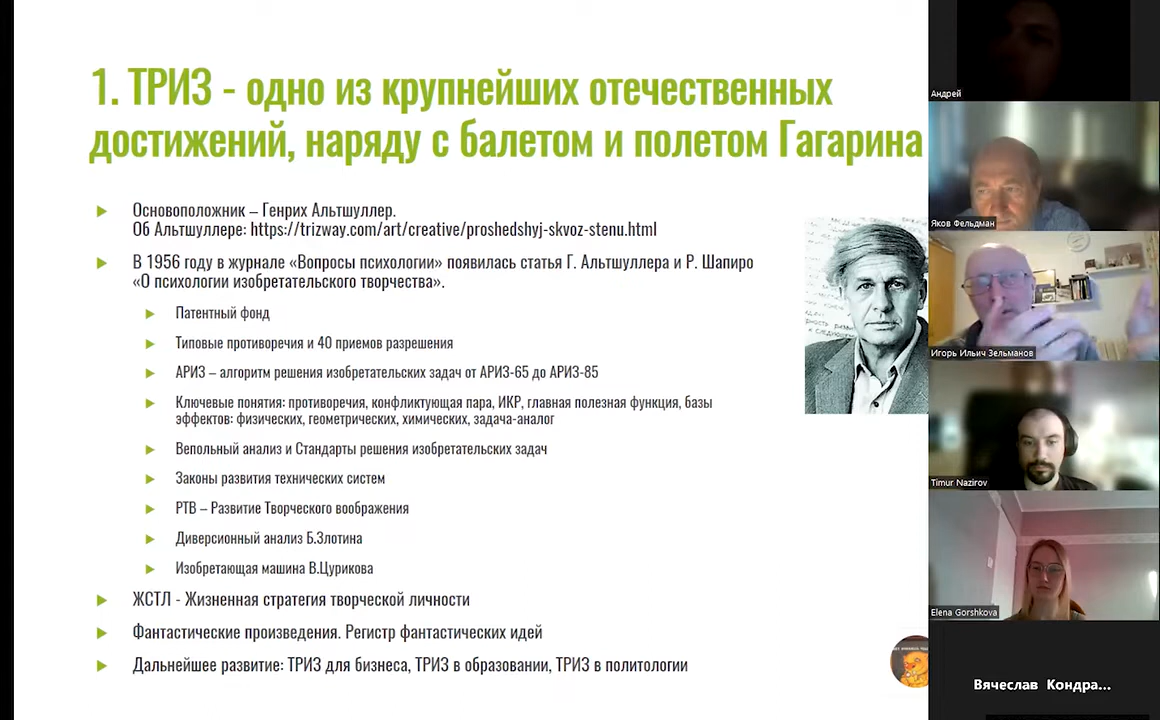 1. ТРИЗ - одно из крупнейших отечественных
достижений, наряду с балетом и полетом Гагарина
Основоположник – Генрих Альтшуллер.
Об Альтшуллере: https://trizway.com/art/creative/proshedshyj-skvoz-stenu.html
В 1956 году в журнале «Вопросы психологии» появилась статья Г. Альтшуллера и Р. Шапиро
«О психологии изобретательского творчества».
Патентный фонд
Типовые противоречия и 40 приемов разрешения
АРИЗ – алгоритм решения изобретательских задач от АРИЗ-65 до АРИЗ-85
Ключевые понятия: противоречия, конфликтующая пара, ИКР, главная полезная функция, базы
эффектов: физических, геометрических, химических, задача-аналог
Вепольный анализ и Стандарты решения изобретательских задач
Законы развития технических систем
РТВ – Развитие Творческого воображения
Диверсионный анализ Б.Злотина
Изобретающая машина В.Цурикова
ЖСТЛ - Жизненная стратегия творческой личности
Фантастические произведения. Регистр фантастических идей
Дальнейшее развитие: ТРИЗ для бизнеса, ТРИЗ в образовании, ТРИЗ в политологии
Андрей
Яков Фельдман
Игорь Ильич Зельманов
Timur Nazirov
Elena Gorshkova
Вячеслав Кондра...